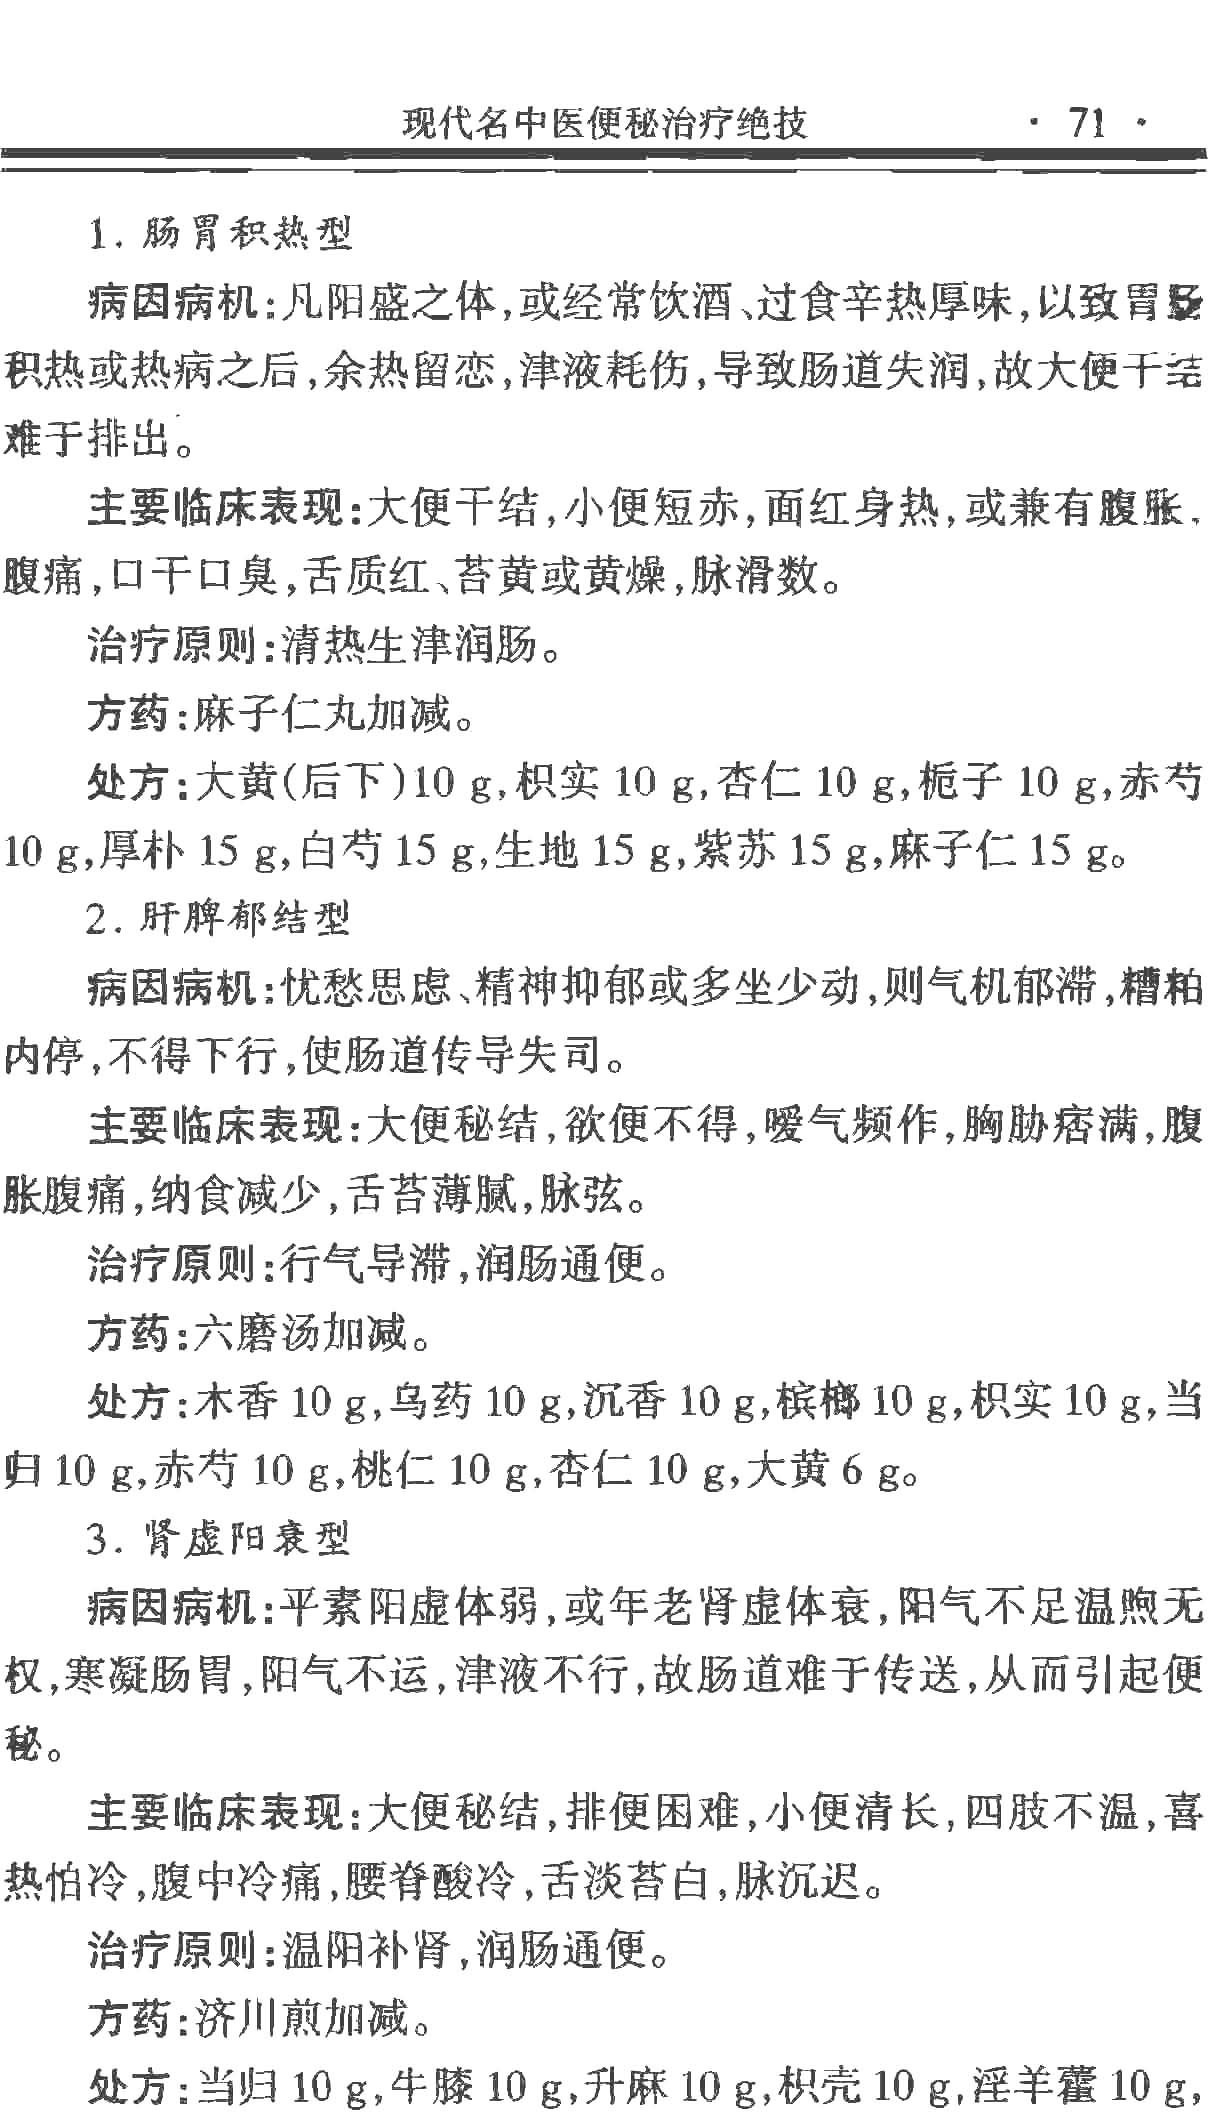 现代名中医便秘治疗绝技 · 71 ·
1. 肠胃积热型
病因病机:凡阳盛之体,或经常饮酒、过食辛热厚味,以致胃肠
积热或热病之后,余热留恋,津液耗伤,导致肠道失润,故大便干结
难于排出。
主要临床表现:大便干结,小便短赤,面红身热,或兼有腹胀、
腹痛,口干口臭,舌质红、苔黄或黄燥,脉滑数。
治疗原则:清热生津润肠。
方药:麻子仁丸加减。
处方:大黄(后下)10 g,枳实 10 g,杏仁 10 g,栀子 10 g,赤芍
10 g,厚朴 15 g,白芍 15 g,生地 15 g,紫苏 15 g,麻子仁 15 g。
2. 肝脾郁结型
病因病机:忧愁思虑、精神抑郁或多坐少动,则气机郁滞,糟粕
内停,不得下行,使肠道传导失司。
主要临床表现:大便秘结,欲便不得,嗳气频作,胸胁痞满,腹
胀腹痛,纳食减少,舌苔薄腻,脉弦。
治疗原则:行气导滞,润肠通便。
方药:六磨汤加减。
处方:木香 10 g,乌药 10 g,沉香 10 g,槟榔 10 g,枳实 10 g,当
归 10 g,赤芍 10 g,桃仁 10 g,杏仁 10 g,大黄 6 g。
3. 肾虚阳衰型
病因病机:平素阳虚体弱,或年老肾虚体衰,阳气不足温煦无
权,寒凝肠胃,阳气不运,津液不行,故肠道难于传送,从而引起便
秘。
主要临床表现:大便秘结,排便困难,小便清长,四肢不温,喜
热怕冷,腹中冷痛,腰脊酸冷,舌淡苔白,脉沉迟。
治疗原则:温阳补肾,润肠通便。
方药:济川煎加减。
处方:当归 10 g,牛膝 10 g,升麻 10 g,枳壳 10 g,淫羊藿 10 g,